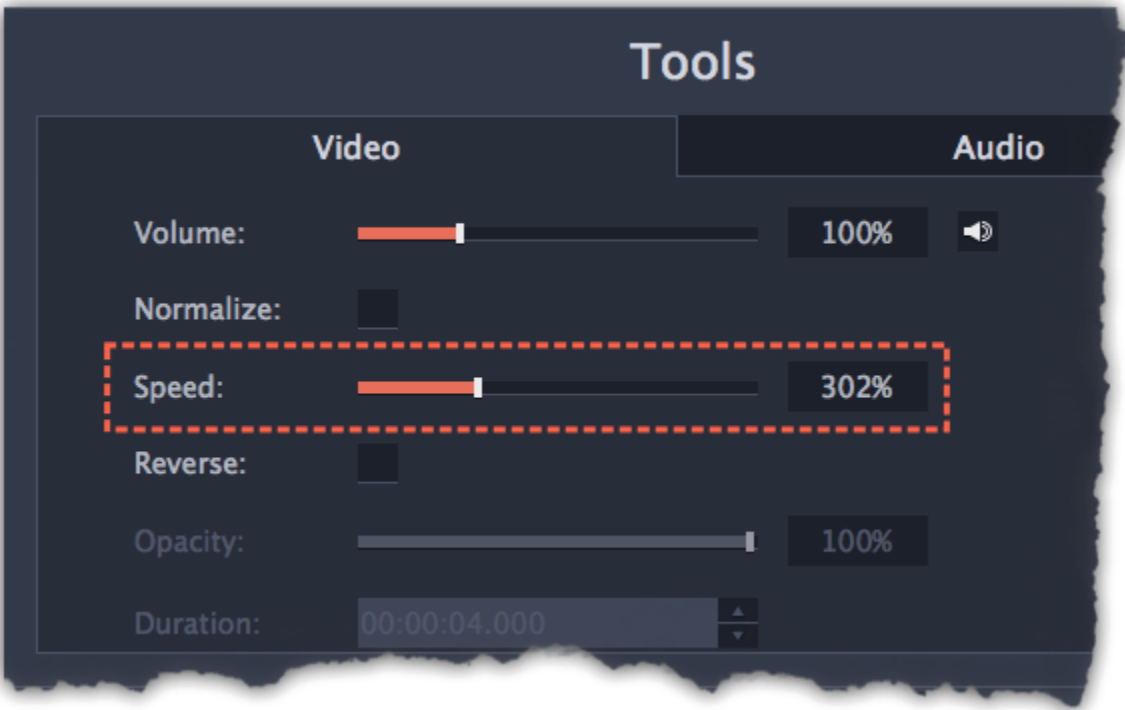 Tools
Video Audio
Volume: 100%
Normalize:
Speed: 302%
Reverse:
Opacity: 100%
Duration: 00:00:04.000